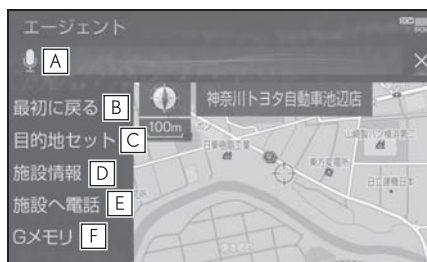 エージェント
A
最初に戻る B
目的地セット C
施設情報 D
施設へ電話 E
Gメモリ F
100m
神奈川トヨタ自動車池辺店